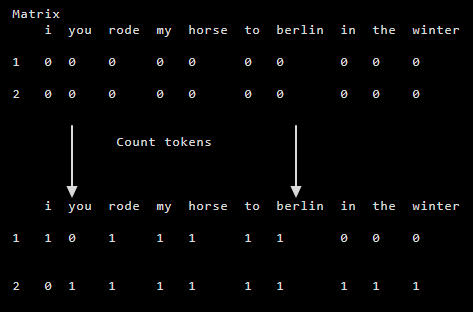 Matrix
i you rode my horse to berlin in the winter
1 0 0 0 0 0 0 0 0 0 0
2 0 0 0 0 0 0 0 0 0 0
Count tokens
i you rode my horse to berlin in the winter
1 1 0 1 1 1 1 1 0 0 0
2 0 1 1 1 1 1 1 1 1 1